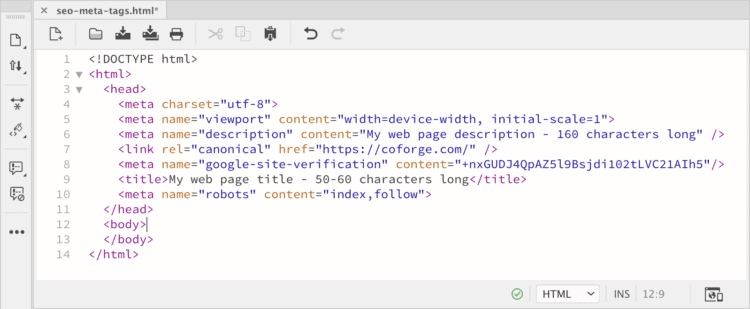 seo-meta-tags.html*
1 <!DOCTYPE html>
2 <html>
3 <head>
4 <meta charset="utf-8">
5 <meta name="viewport" content="width=device-width, initial-scale=1">
6 <meta name="description" content="My web page description - 160 characters long" />
7 <link rel="canonical" href="https://coforge.com/" />
8 <meta name="google-site-verification" content="+nxGUDJ4QpAZ5l9Bsjdi102tLVC21AIh5"/>
9 <title>My web page title - 50-60 characters long</title>
10 <meta name="robots" content="index,follow">
11 </head>
12 <body>
13 </body>
14 </html>
HTML INS 12:9